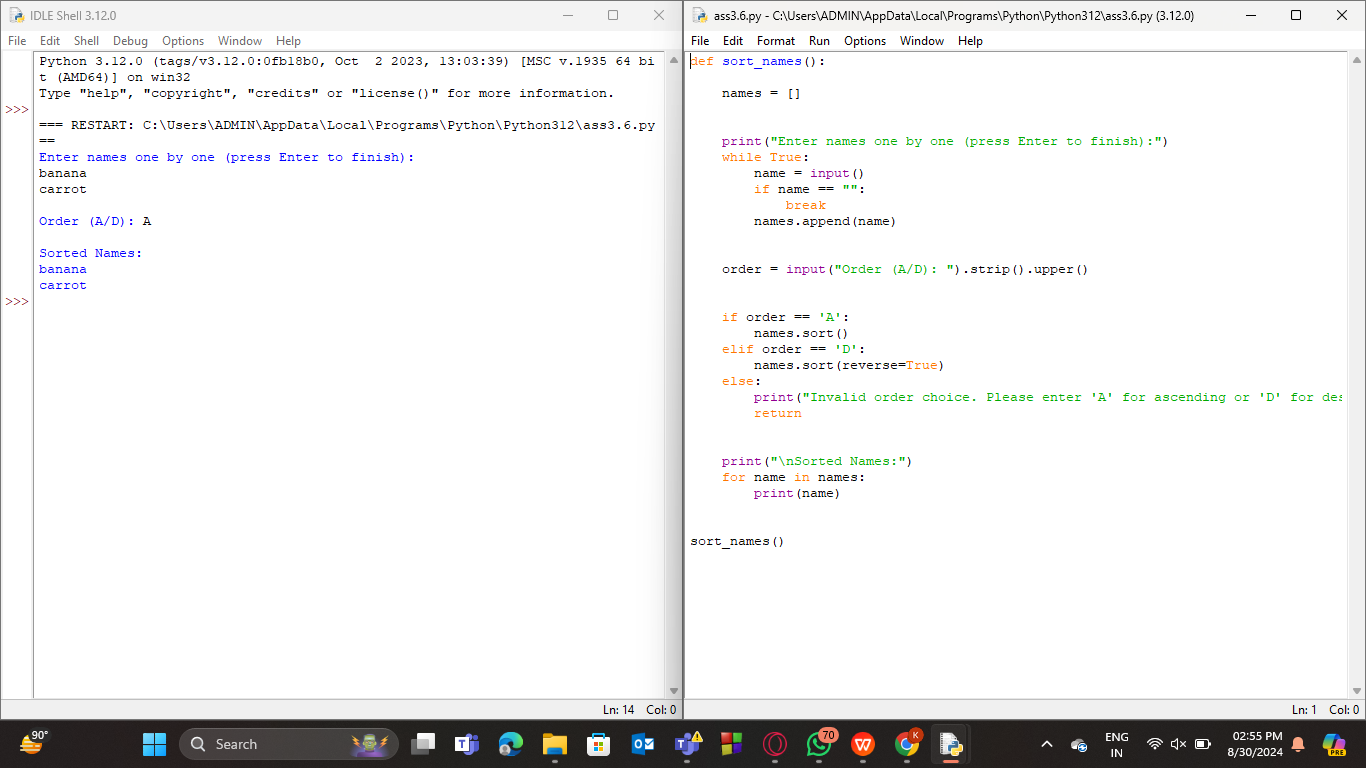 IDLE Shell 3.12.0
File Edit Shell Debug Options Window Help
Python 3.12.0 (tags/v3.12.0:0fb18b0, Oct  2 2023, 13:03:39) [MSC v.1935 64 bi
t (AMD64)] on win32
Type "help", "copyright", "credits" or "license()" for more information.
>>>
=== RESTART: C:\Users\ADMIN\AppData\Local\Programs\Python\Python312\ass3.6.py
==
Enter names one by one (press Enter to finish):
banana
carrot
Order (A/D): A
Sorted Names:
banana
carrot
>>>
Ln: 14 Col: 0
ass3.6.py - C:\Users\ADMIN\AppData\Local\Programs\Python\Python312\ass3.6.py (3.12.0)
File Edit Format Run Options Window Help
def sort_names():
    names = []
    print("Enter names one by one (press Enter to finish):")
    while True:
        name = input()
        if name == "":
            break
        names.append(name)
    order = input("Order (A/D): ").strip().upper()
    if order == 'A':
        names.sort()
    elif order == 'D':
        names.sort(reverse=True)
    else:
        print("Invalid order choice. Please enter 'A' for ascending or 'D' for des
        return
    print("\nSorted Names:")
    for name in names:
        print(name)
sort_names()
Ln: 1 Col: 0
90°
Search
70
K
ENG
IN
02:55 PM
8/30/2024
PRE